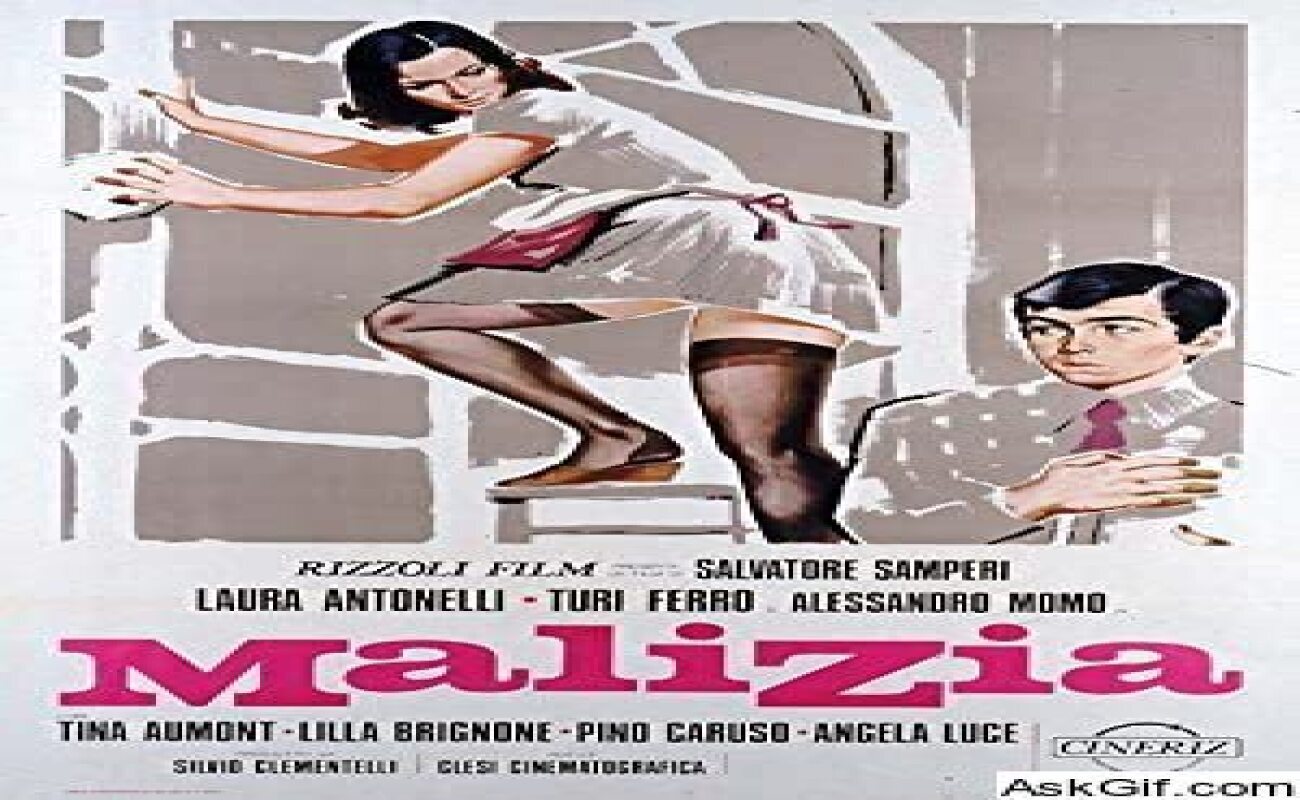 RIZZOLI FILM SALVATORE SAMPERI
LAURA ANTONELLI - TURI FERRO ALESSANDRO MOMO
Malizia
TINA AUMONT - LILLA BRIGNONE - PINO CARUSO - ANGELA LUCE
SILVIO CLEMENTELLI CLESI CINEMATOGRAFICA
CINERIZ
AskGif.com